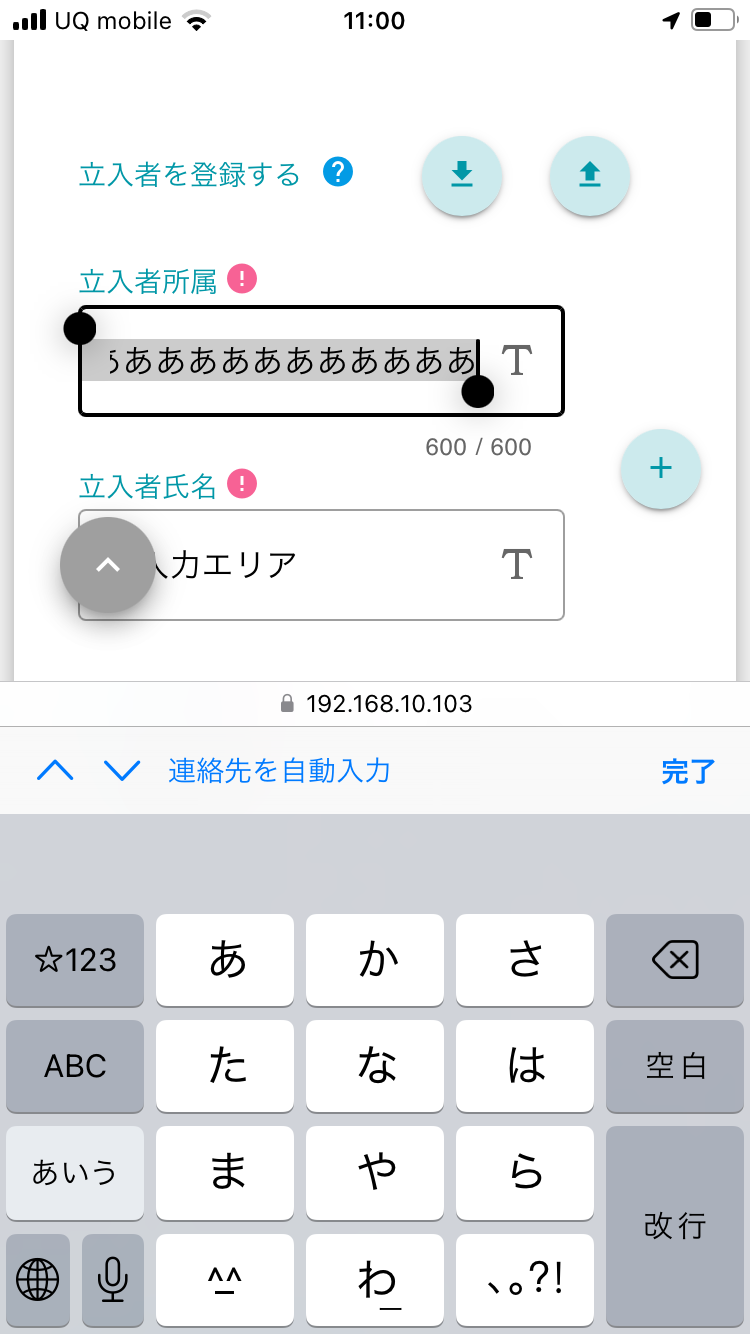 UQ mobile 11:00
立入者を登録する ?
立入者所属 !
あああああああああああ T
600 / 600
立入者氏名 !
入力エリア T
192.168.10.103
連絡先を自動入力 完了
☆123 あ か さ
ABC た な は 空白
あいう ま や ら 改行
^_^ わ_ 、。?!